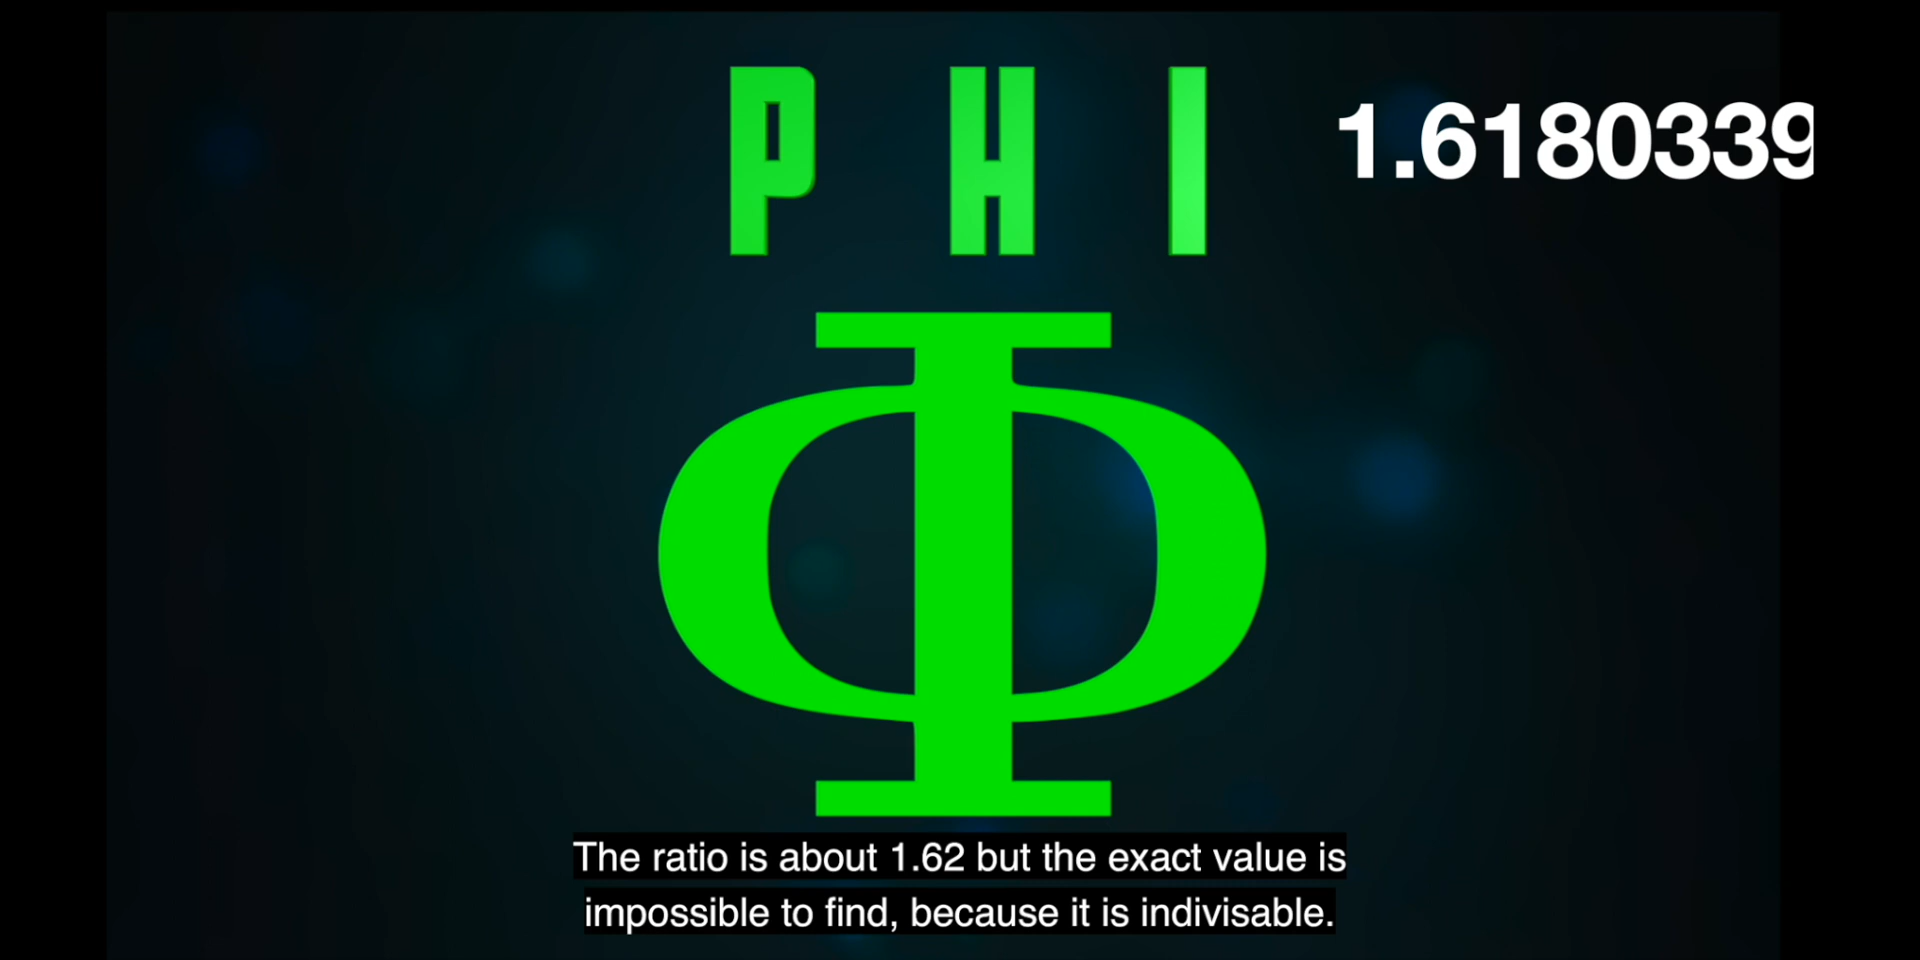 PHI
1.6180339
Φ
The ratio is about 1.62 but the exact value is
impossible to find, because it is indivisable.